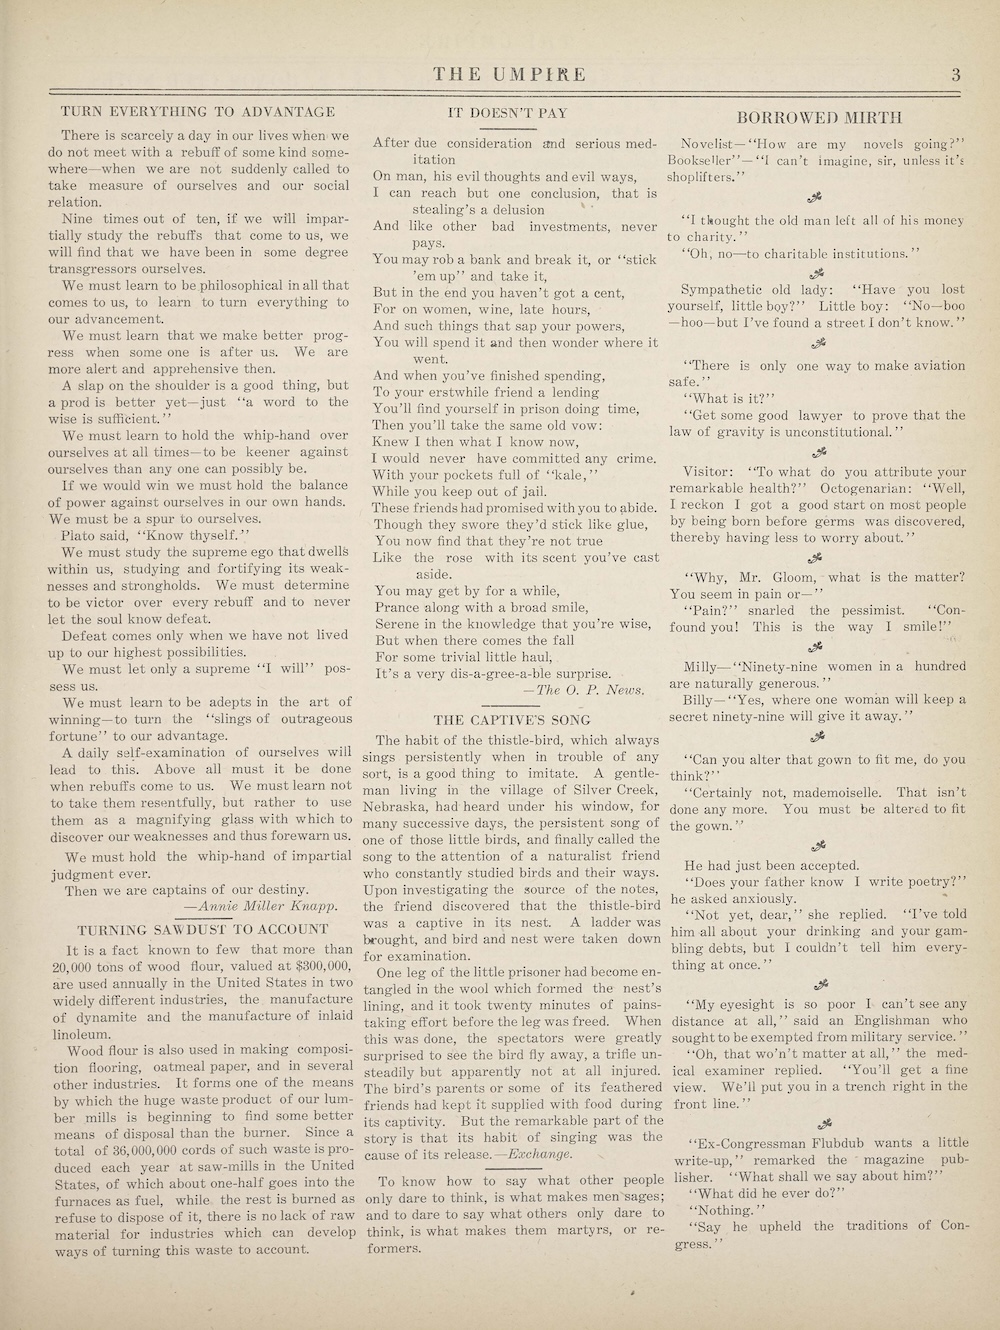 THE UMPIRE
3
TURN EVERYTHING TO ADVANTAGE
There is scarcely a day in our lives when we
do not meet with a rebuff of some kind some-
where—when we are not suddenly called to
take measure of ourselves and our social
relation.
Nine times out of ten, if we will impar-
tially study the rebuffs that come to us, we
will find that we have been in some degree
transgressors ourselves.
We must learn to be philosophical in all that
comes to us, to learn to turn everything to
our advancement.
We must learn that we make better prog-
ress when some one is after us. We are
more alert and apprehensive then.
A slap on the shoulder is a good thing, but
a prod is better yet—just "a word to the
wise is sufficient."
We must learn to hold the whip-hand over
ourselves at all times—to be keener against
ourselves than any one can possibly be.
If we would win we must hold the balance
of power against ourselves in our own hands.
We must be a spur to ourselves.
Plato said, "Know thyself."
We must study the supreme ego that dwells
within us, studying and fortifying its weak-
nesses and strongholds. We must determine
to be victor over every rebuff and to never
let the soul know defeat.
Defeat comes only when we have not lived
up to our highest possibilities.
We must let only a supreme "I will" pos-
sess us.
We must learn to be adepts in the art of
winning—to turn the "slings of outrageous
fortune" to our advantage.
A daily self-examination of ourselves will
lead to this. Above all must it be done
when rebuffs come to us. We must learn not
to take them resentfully, but rather to use
them as a magnifying glass with which to
discover our weaknesses and thus forewarn us.
We must hold the whip-hand of impartial
judgment ever.
Then we are captains of our destiny.
—Annie Miller Knapp.
TURNING SAWDUST TO ACCOUNT
It is a fact known to few that more than
20,000 tons of wood flour, valued at $300,000,
are used annually in the United States in two
widely different industries, the manufacture
of dynamite and the manufacture of inlaid
linoleum.
Wood flour is also used in making composi-
tion flooring, oatmeal paper, and in several
other industries. It forms one of the means
by which the huge waste product of our lum-
ber mills is beginning to find some better
means of disposal than the burner. Since a
total of 36,000,000 cords of such waste is pro-
duced each year at saw-mills in the United
States, of which about one-half goes into the
furnaces as fuel, while the rest is burned as
refuse to dispose of it, there is no lack of raw
material for industries which can develop
ways of turning this waste to account.
IT DOESN'T PAY
After due consideration and serious med-
itation
On man, his evil thoughts and evil ways,
I can reach but one conclusion, that is
stealing's a delusion
And like other bad investments, never
pays.
You may rob a bank and break it, or "stick
'em up" and take it,
But in the end you haven't got a cent,
For on women, wine, late hours,
And such things that sap your powers,
You will spend it and then wonder where it
went.
And when you've finished spending,
To your erstwhile friend a lending
You'll find yourself in prison doing time,
Then you'll take the same old vow:
Knew I then what I know now,
I would never have committed any crime.
With your pockets full of "kale,"
While you keep out of jail.
These friends had promised with you to abide.
Though they swore they'd stick like glue,
You now find that they're not true
Like the rose with its scent you've cast
aside.
You may get by for a while,
Prance along with a broad smile,
Serene in the knowledge that you're wise,
But when there comes the fall
For some trivial little haul,
It's a very dis-a-gree-a-ble surprise.
—The O. P. News.
THE CAPTIVE'S SONG
The habit of the thistle-bird, which always
sings persistently when in trouble of any
sort, is a good thing to imitate. A gentle-
man living in the village of Silver Creek,
Nebraska, had heard under his window, for
many successive days, the persistent song of
one of those little birds, and finally called the
song to the attention of a naturalist friend
who constantly studied birds and their ways.
Upon investigating the source of the notes,
the friend discovered that the thistle-bird
was a captive in its nest. A ladder was
brought, and bird and nest were taken down
for examination.
One leg of the little prisoner had become en-
tangled in the wool which formed the nest's
lining, and it took twenty minutes of pains-
taking effort before the leg was freed. When
this was done, the spectators were greatly
surprised to see the bird fly away, a trifle un-
steadily but apparently not at all injured.
The bird's parents or some of its feathered
friends had kept it supplied with food during
its captivity. But the remarkable part of the
story is that its habit of singing was the
cause of its release.—Exchange.
To know how to say what other people
only dare to think, is what makes men sages;
and to dare to say what others only dare to
think, is what makes them martyrs, or re-
formers.
BORROWED MIRTH
Novelist—"How are my novels going?"
Bookseller"—"I can't imagine, sir, unless it's
shoplifters."
"I thought the old man left all of his money
to charity."
"Oh, no—to charitable institutions."
Sympathetic old lady: "Have you lost
yourself, little boy?" Little boy: "No—boo
—hoo—but I've found a street I don't know."
"There is only one way to make aviation
safe."
"What is it?"
"Get some good lawyer to prove that the
law of gravity is unconstitutional."
Visitor: "To what do you attribute your
remarkable health?" Octogenarian: "Well,
I reckon I got a good start on most people
by being born before germs was discovered,
thereby having less to worry about."
"Why, Mr. Gloom, what is the matter?
You seem in pain or—"
"Pain?" snarled the pessimist. "Con-
found you! This is the way I smile!"
Milly—"Ninety-nine women in a hundred
are naturally generous."
Billy—"Yes, where one woman will keep a
secret ninety-nine will give it away."
"Can you alter that gown to fit me, do you
think?"
"Certainly not, mademoiselle. That isn't
done any more. You must be altered to fit
the gown."
He had just been accepted.
"Does your father know I write poetry?"
he asked anxiously.
"Not yet, dear," she replied. "I've told
him all about your drinking and your gam-
bling debts, but I couldn't tell him every-
thing at once."
"My eyesight is so poor I can't see any
distance at all," said an Englishman who
sought to be exempted from military service."
"Oh, that wo'n't matter at all," the med-
ical examiner replied. "You'll get a fine
view. We'll put you in a trench right in the
front line."
"Ex-Congressman Flubdub wants a little
write-up," remarked the magazine pub-
lisher. "What shall we say about him?"
"What did he ever do?"
"Nothing."
"Say he upheld the traditions of Con-
gress."